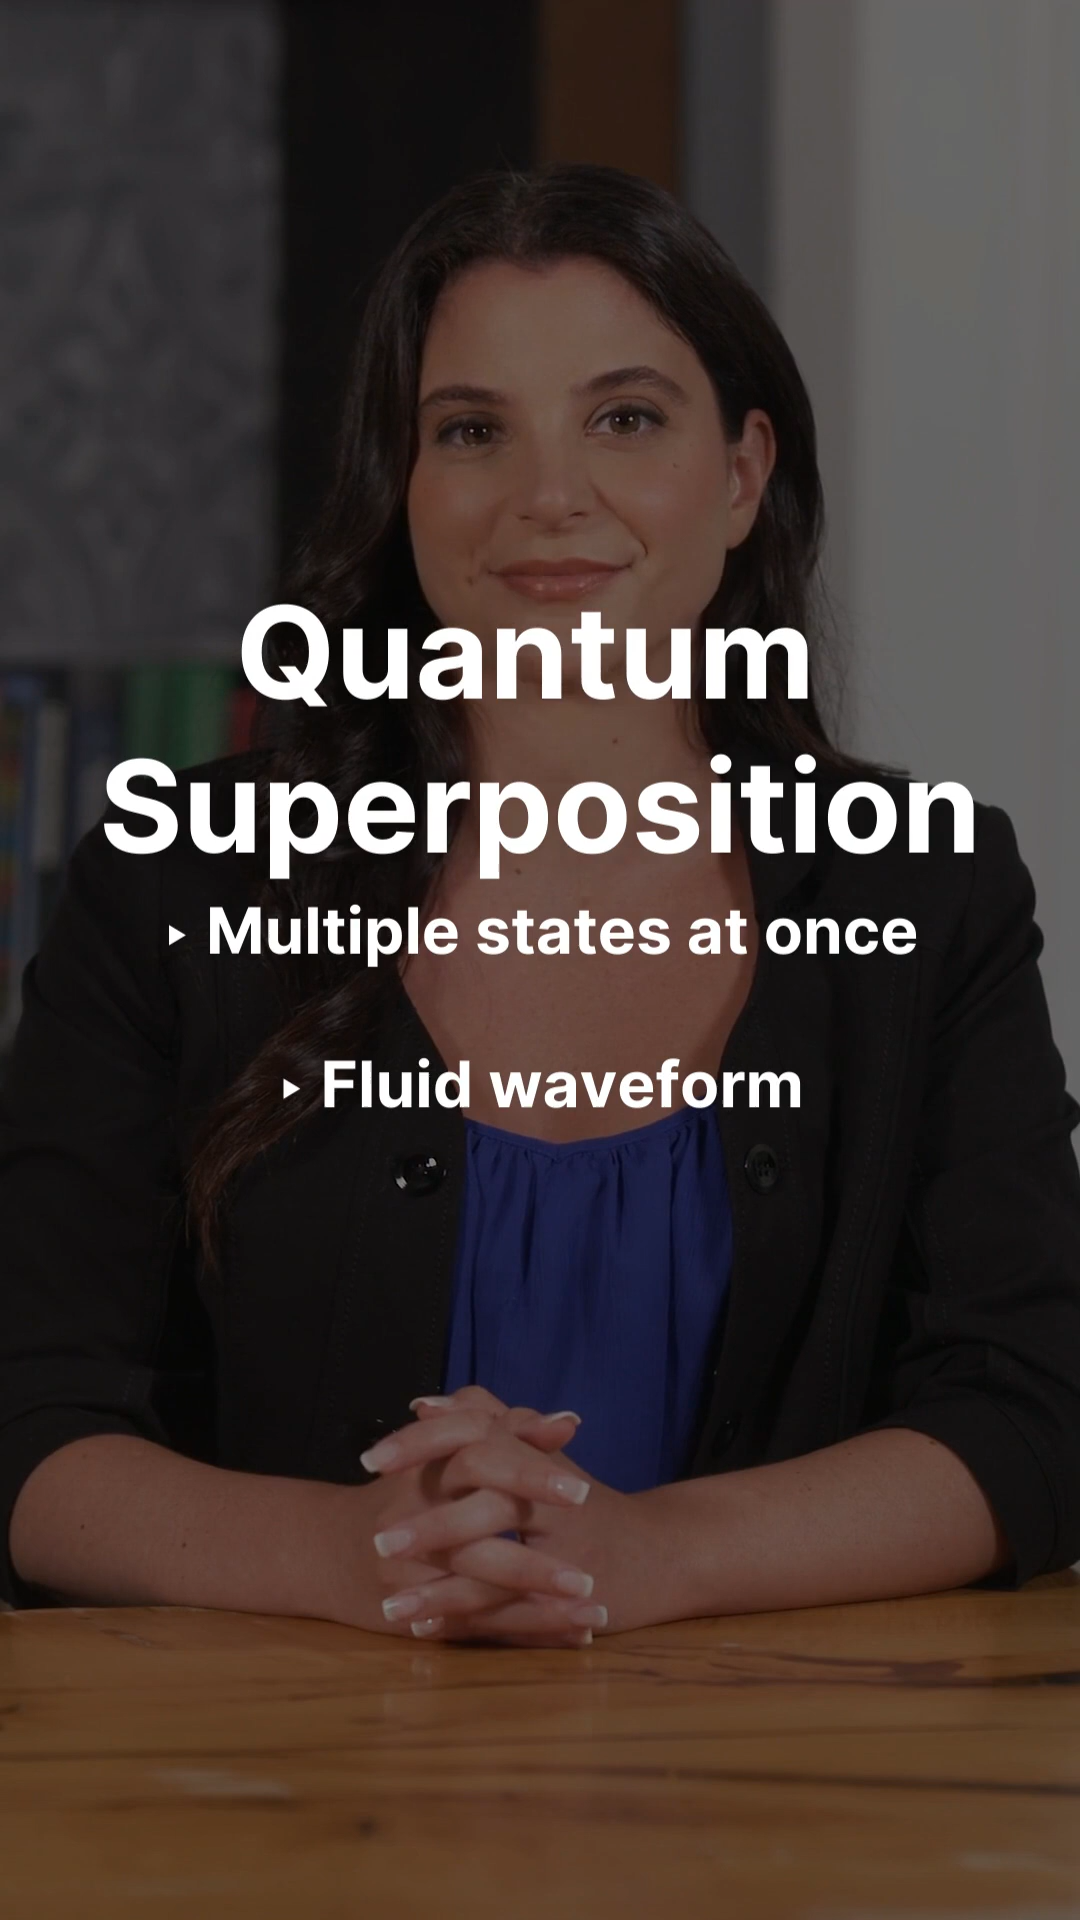 Quantum
Superposition
▸ Multiple states at once
▸ Fluid waveform